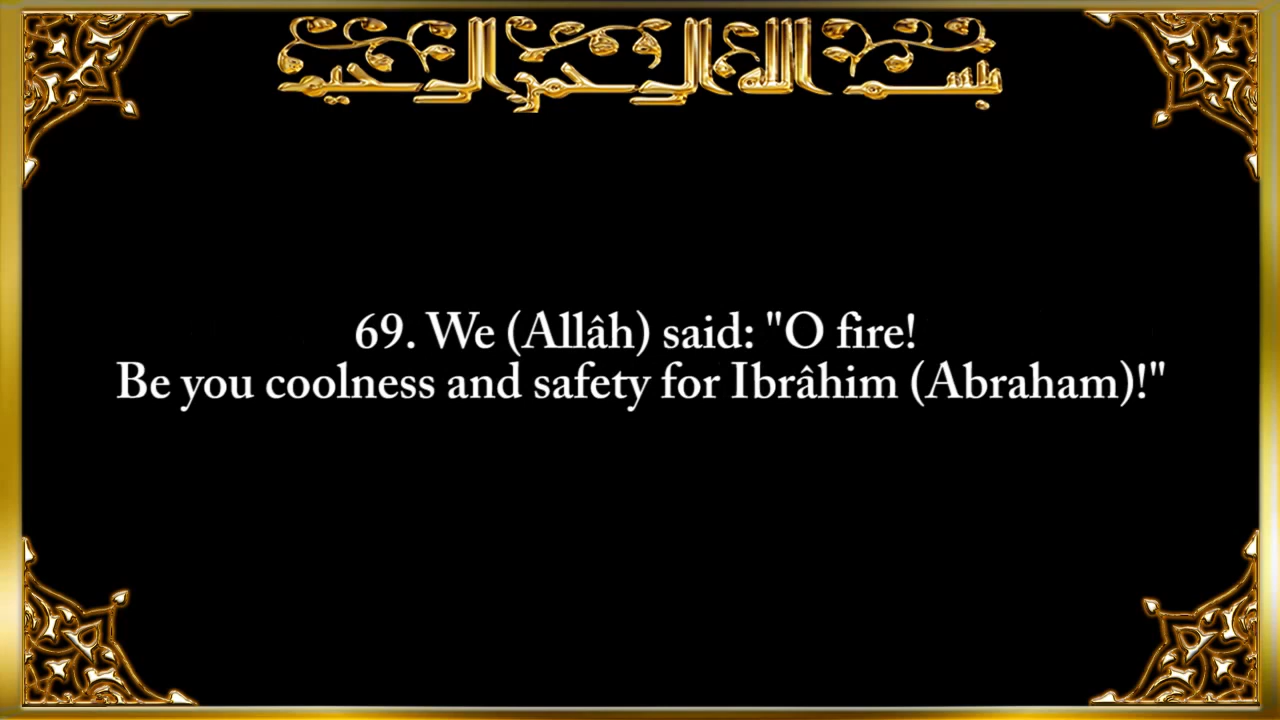 بسم الله الرحمن الرحيم
69. We (Allâh) said: "O fire!
Be you coolness and safety for Ibrâhim (Abraham)!"